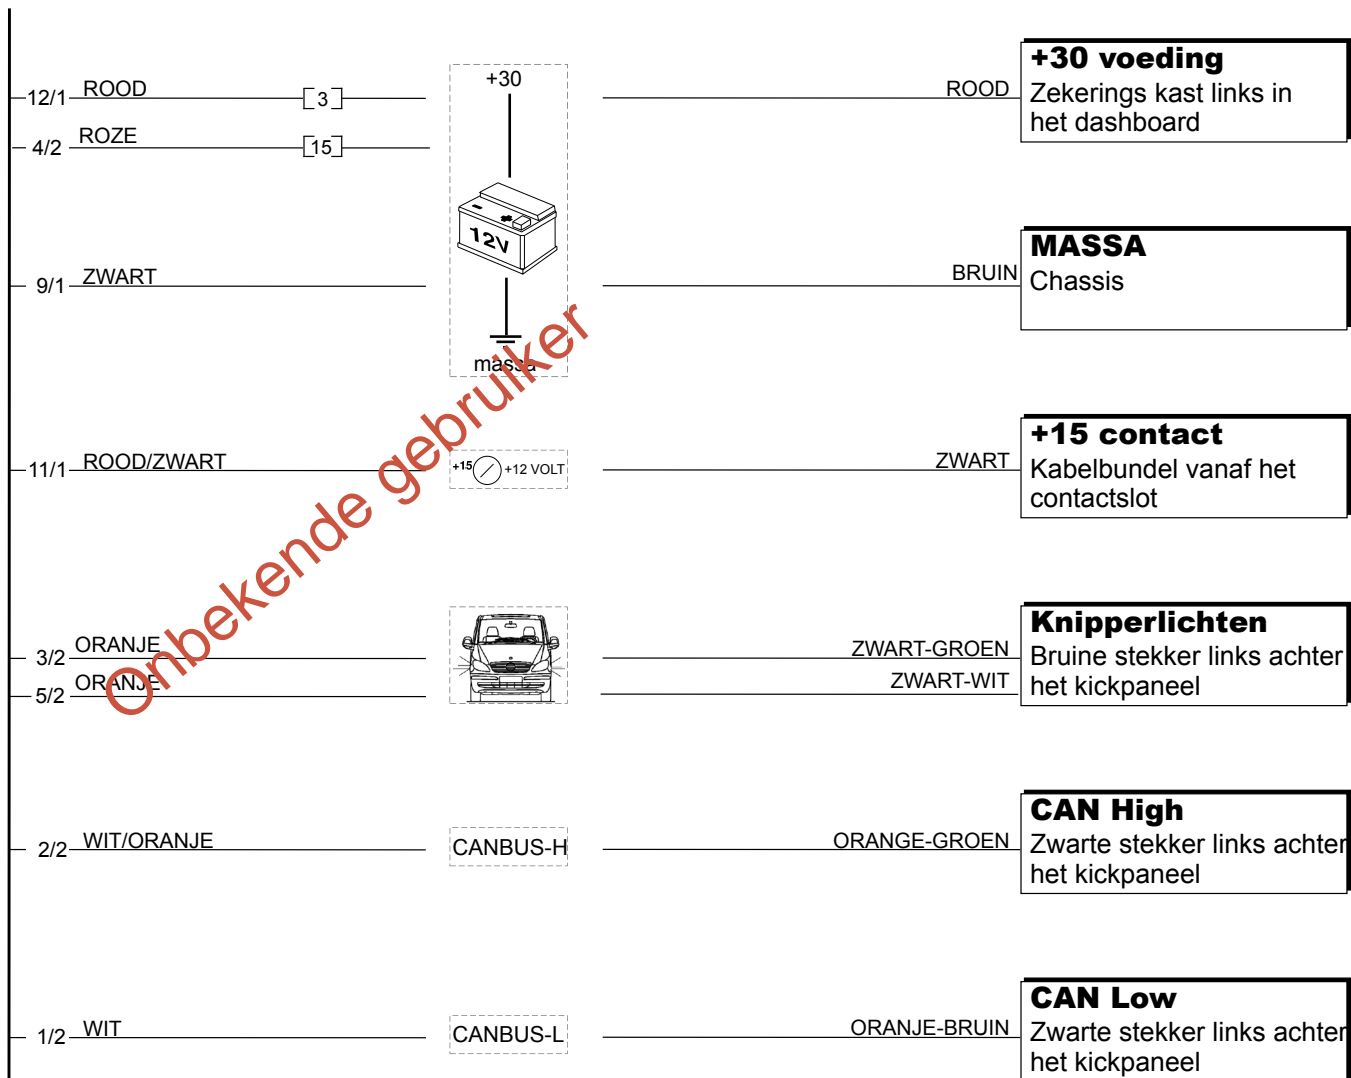 12/1 ROOD [3] +30 ROOD
+30 voeding
Zekerings kast links in
het dashboard
4/2 ROZE [15]
12V
9/1 ZWART BRUIN
MASSA
Chassis
massa
11/1 ROOD/ZWART +15 +12 VOLT ZWART
+15 contact
Kabelbundel vanaf het
contactslot
Onbekende gebruiker
3/2 ORANJE ZWART-GROEN
5/2 ORANJE ZWART-WIT
Knipperlichten
Bruine stekker links achter
het kickpaneel
2/2 WIT/ORANJE CANBUS-H ORANGE-GROEN
CAN High
Zwarte stekker links achter
het kickpaneel
1/2 WIT CANBUS-L ORANJE-BRUIN
CAN Low
Zwarte stekker links achter
het kickpaneel